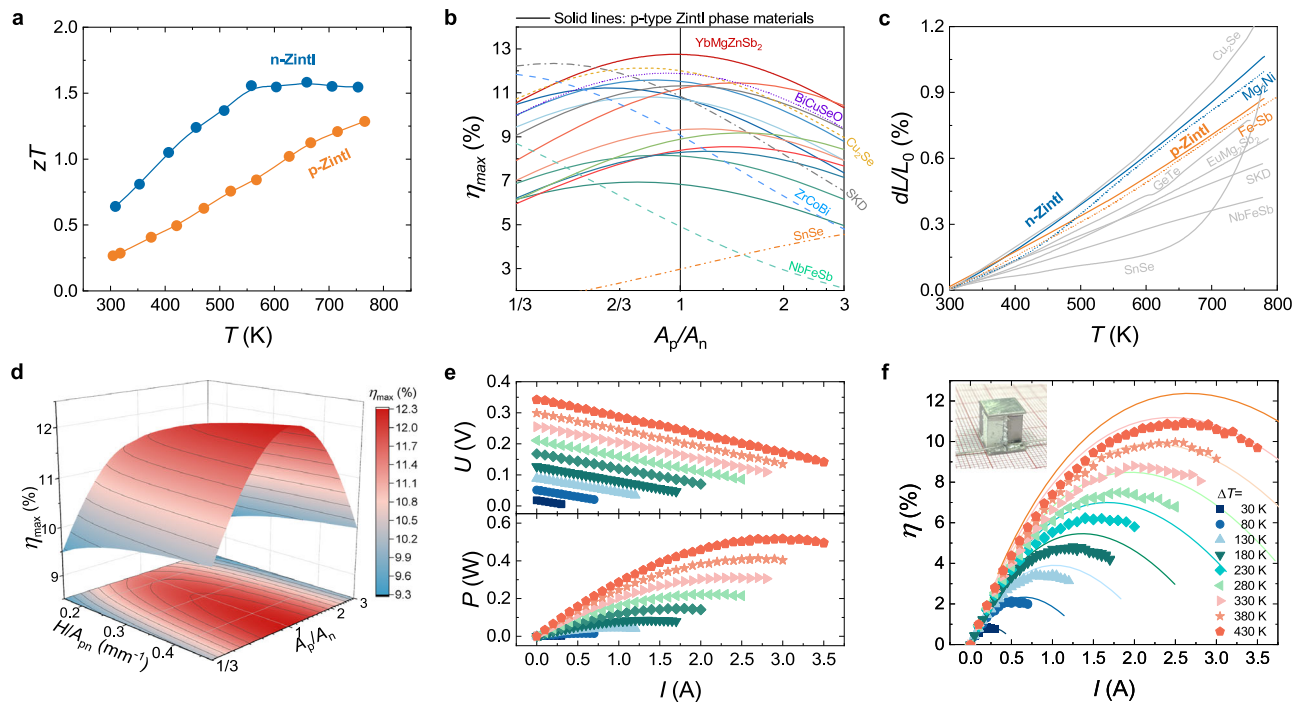 a
n-Zintl
p-Zintl
zT
2.0
1.5
1.0
0.5
0.0
300 400 500 600 700 800
T (K)
b
Solid lines: p-type Zintl phase materials
YbMgZnSb2
BiCuSeO
Cu2Se
SKD
ZrCoBi
SnSe
NbFeSb
ηmax (%)
15
13
11
9
7
5
3
1/3 2/3 1 2 3
Ap/An
c
Cu2Se
Mg2Ni
p-Zintl
Fe-Sb
EuMg2Sb2
GeTe
n-Zintl
SKD
NbFeSb
SnSe
dL/L0 (%)
1.2
0.9
0.6
0.3
0.0
300 400 500 600 700 800
T (K)
d
ηmax (%)
12.3
12.0
11.7
11.4
11.1
10.8
10.5
10.2
9.9
9.6
9.3
ηmax (%)
12
11
10
9
0.2 0.3 0.4
H/Apn (mm-1)
1/3 1 2 3
Ap/An
e
U (V)
0.4
0.3
0.2
0.1
0.0
P (W)
0.6
0.4
0.2
0.0
0.0 0.5 1.0 1.5 2.0 2.5 3.0 3.5
I (A)
f
η (%)
13
12
11
10
9
8
7
6
5
4
3
2
1
0
ΔT=
30 K
80 K
130 K
180 K
230 K
280 K
330 K
380 K
430 K
0.0 0.5 1.0 1.5 2.0 2.5 3.0 3.5
I (A)